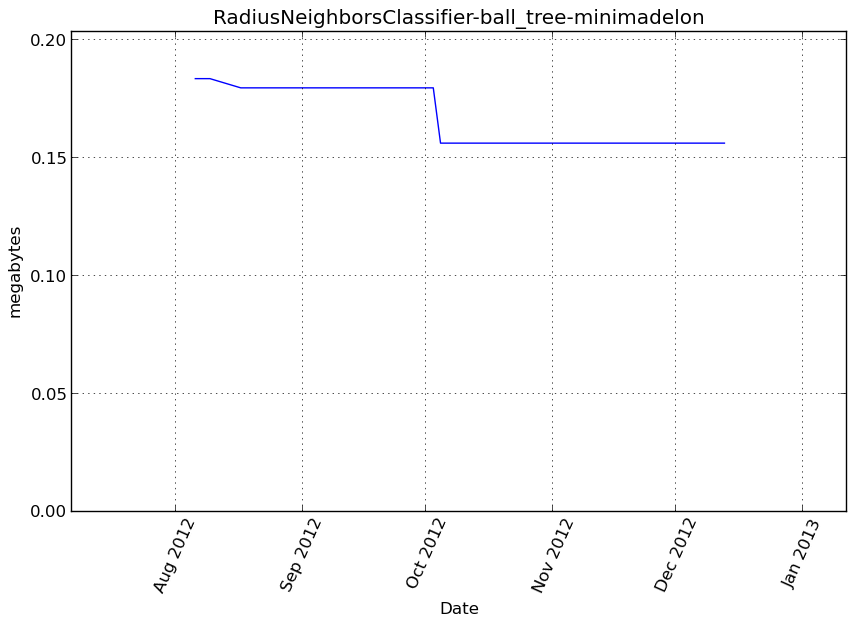 RadiusNeighborsClassifier-ball_tree-minimadelon
0.20
0.15
0.10
0.05
0.00
megabytes
Aug 2012
Sep 2012
Oct 2012
Nov 2012
Dec 2012
Jan 2013
Date